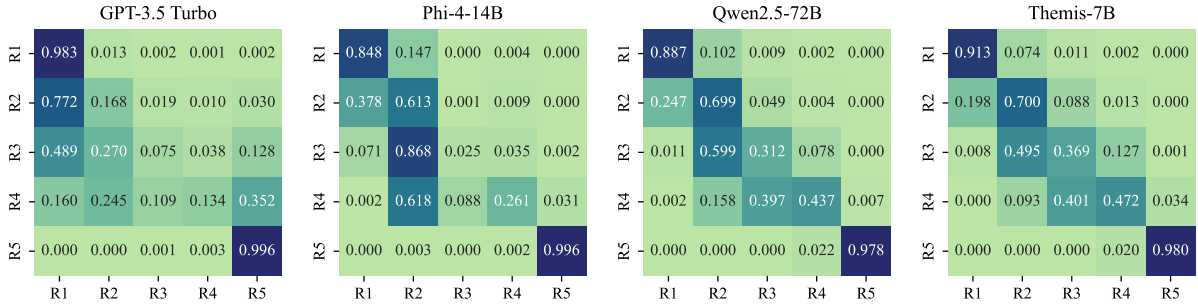 GPT-3.5 Turbo Phi-4-14B Qwen2.5-72B Themis-7B
R1 0.983 0.013 0.002 0.001 0.002 R1 0.848 0.147 0.000 0.004 0.000 R1 0.887 0.102 0.009 0.002 0.000 R1 0.913 0.074 0.011 0.002 0.000
R2 0.772 0.168 0.019 0.010 0.030 R2 0.378 0.613 0.001 0.009 0.000 R2 0.247 0.699 0.049 0.004 0.000 R2 0.198 0.700 0.088 0.013 0.000
R3 0.489 0.270 0.075 0.038 0.128 R3 0.071 0.868 0.025 0.035 0.002 R3 0.011 0.599 0.312 0.078 0.000 R3 0.008 0.495 0.369 0.127 0.001
R4 0.160 0.245 0.109 0.134 0.352 R4 0.002 0.618 0.088 0.261 0.031 R4 0.002 0.158 0.397 0.437 0.007 R4 0.000 0.093 0.401 0.472 0.034
R5 0.000 0.000 0.001 0.003 0.996 R5 0.000 0.003 0.000 0.002 0.996 R5 0.000 0.000 0.000 0.022 0.978 R5 0.000 0.000 0.000 0.020 0.980
R1 R2 R3 R4 R5 R1 R2 R3 R4 R5 R1 R2 R3 R4 R5 R1 R2 R3 R4 R5